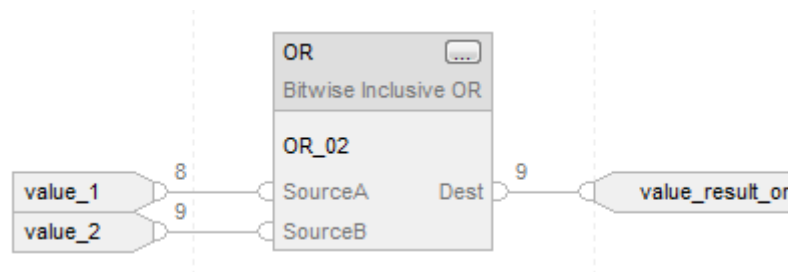 OR ...
Bitwise Inclusive OR
OR_02
value_1 8 SourceA Dest 9 value_result_or
value_2 9 SourceB